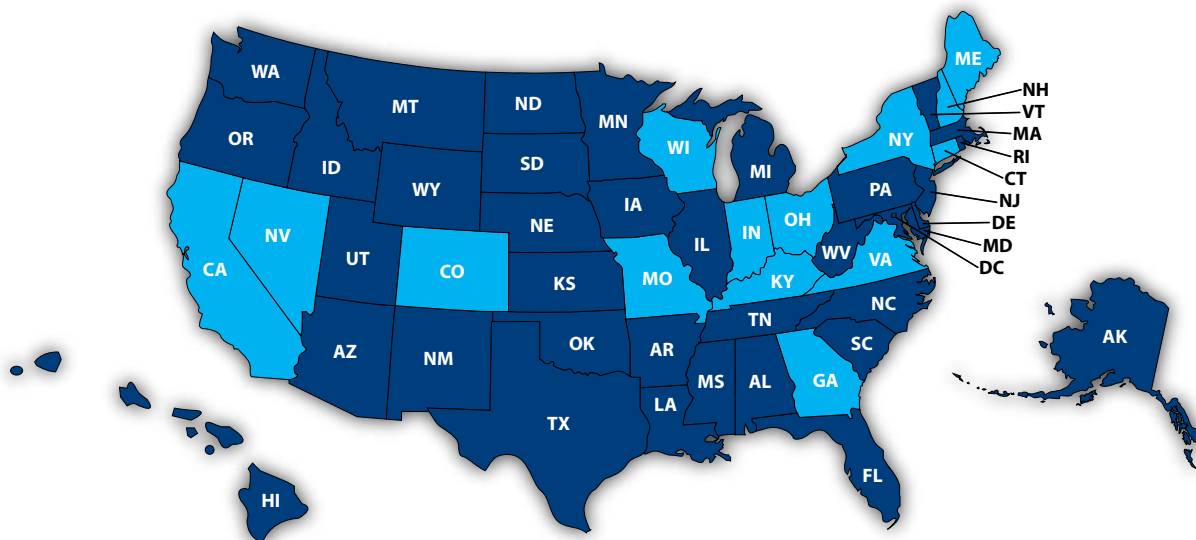 WA
MT
ND
MN
ME
NH
VT
MA
RI
CT
NJ
DE
MD
DC
OR
ID
WY
SD
WI
MI
NY
PA
IA
NE
NV
UT
CO
KS
MO
IL
IN
OH
WV
VA
KY
CA
AZ
NM
OK
AR
TN
NC
SC
TX
LA
MS
AL
GA
FL
AK
HI